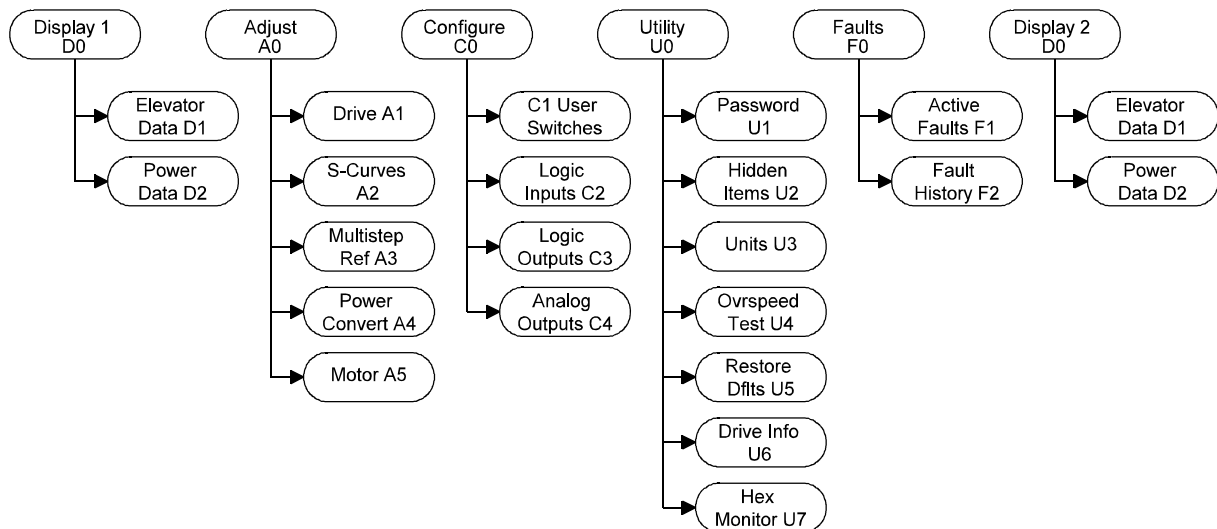 Display 1
D0
Elevator
Data D1
Power
Data D2
Adjust
A0
Drive A1
S-Curves
A2
Multistep
Ref A3
Power
Convert A4
Motor A5
Configure
C0
C1 User
Switches
Logic
Inputs C2
Logic
Outputs C3
Analog
Outputs C4
Utility
U0
Password
U1
Hidden
Items U2
Units U3
Ovrspeed
Test U4
Restore
Dflts U5
Drive Info
U6
Hex
Monitor U7
Faults
F0
Active
Faults F1
Fault
History F2
Display 2
D0
Elevator
Data D1
Power
Data D2